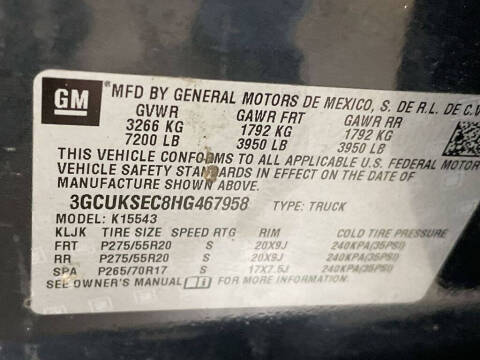 GM
MFD BY GENERAL MOTORS DE MEXICO, S. DE R.L. DE C.V
GVWR GAWR FRT GAWR RR
3266 KG 1792 KG 1792 KG
7200 LB 3950 LB 3950 LB
THIS VEHICLE CONFORMS TO ALL APPLICABLE U.S. FEDERAL MOTOR
VEHICLE SAFETY STANDARDS IN EFFECT ON THE DATE OF
MANUFACTURE SHOWN ABOVE.
3GCUKSEC8HG467958 TYPE: TRUCK
MODEL: K15543
KLJK TIRE SIZE SPEED RTG RIM COLD TIRE PRESSURE
FRT P275/55R20 S 20X9J 240KPA(35PSI)
RR P275/55R20 S 20X9J 240KPA(35PSI)
SPA P265/70R17 S 17X7.5J 240KPA(35PSI)
SEE OWNER'S MANUAL i FOR MORE INFORMATION.